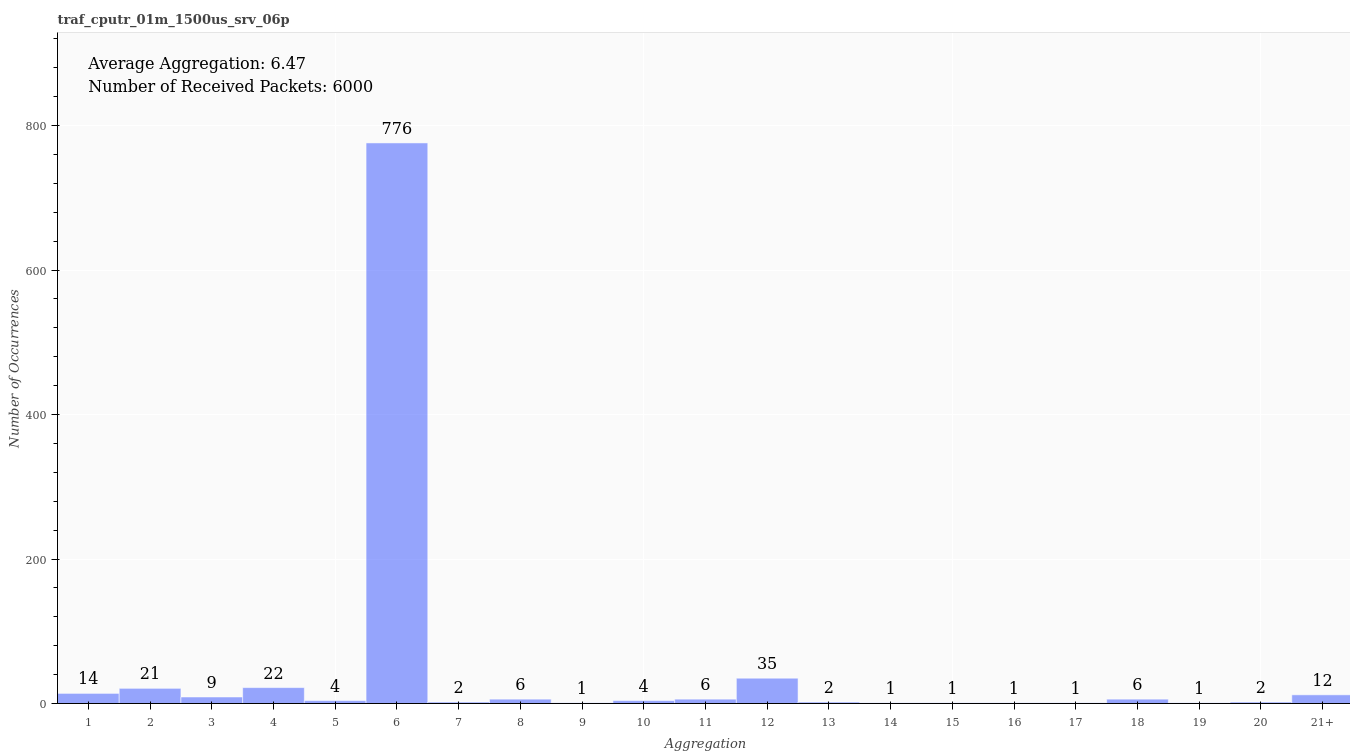 traf_cputr_01m_1500us_srv_06p
Average Aggregation: 6.47
Number of Received Packets: 6000
Number of Occurrences
800
600
400
200
0
14 21 9 22 4 776 2 6 1 4 6 35 2 1 1 1 1 6 1 2 12
1 2 3 4 5 6 7 8 9 10 11 12 13 14 15 16 17 18 19 20 21+
Aggregation